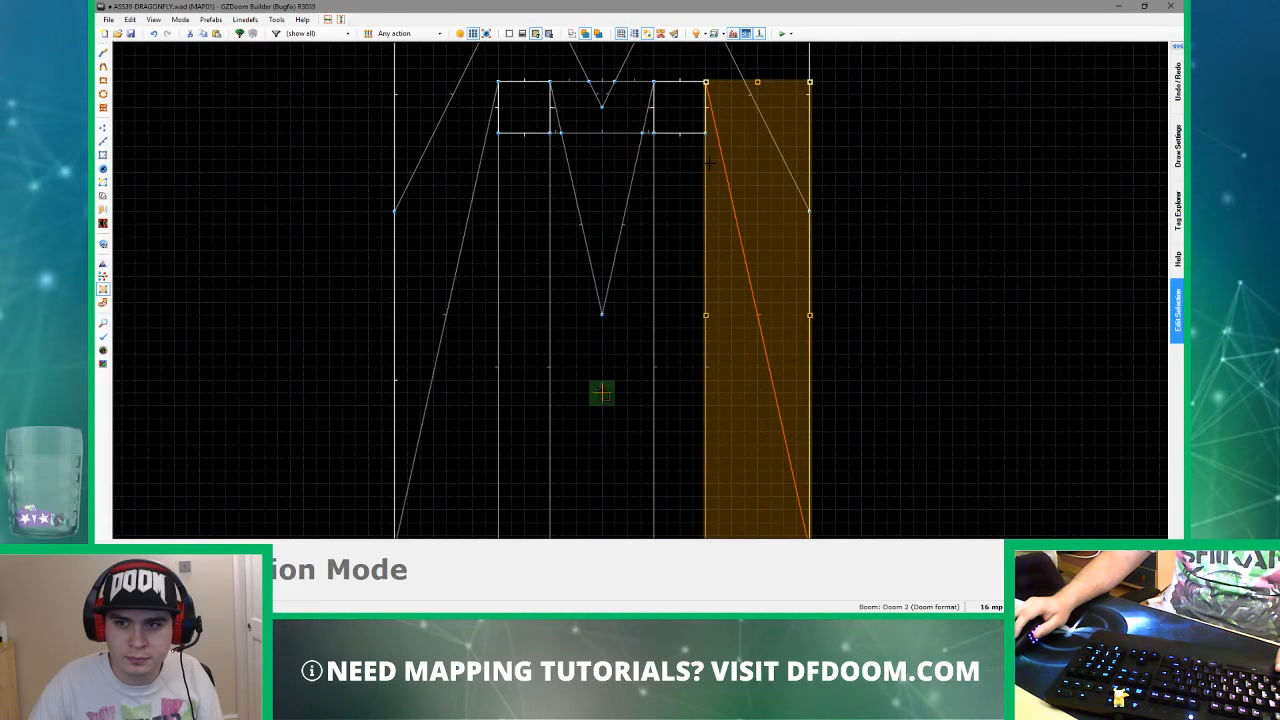 ASS39-DRAGONFLY.wad (MAP01) - GZDoom Builder (Bugfix) R3039
File Edit View Mode Prefabs Linedefs Tools Help
(show all) Any action
Undo / Redo
Draw Settings
Tag Explorer
Help
Edit Selection
ion Mode
Boom: Doom 2 (Doom format) 16 mp
DOOM
NEED MAPPING TUTORIALS? VISIT DFDOOM.COM